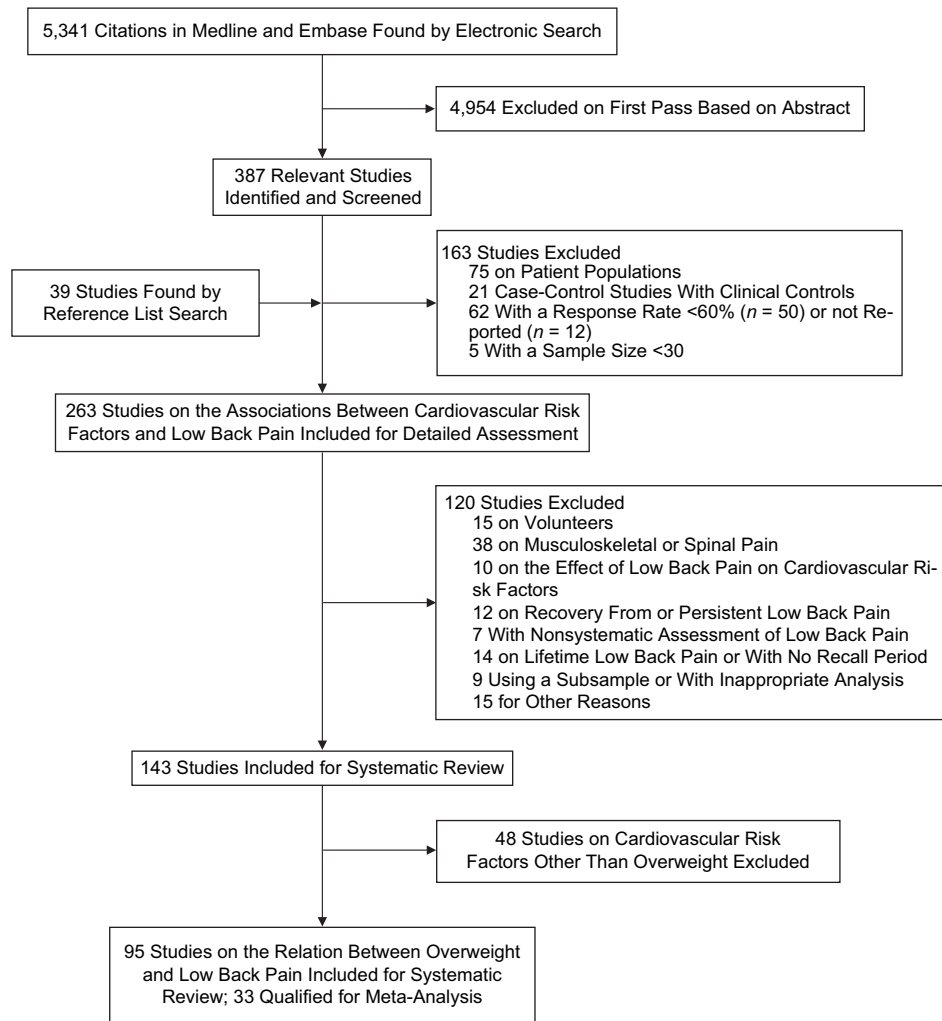 5,341 Citations in Medline and Embase Found by Electronic Search
4,954 Excluded on First Pass Based on Abstract
387 Relevant Studies
Identified and Screened
39 Studies Found by
Reference List Search
163 Studies Excluded
75 on Patient Populations
21 Case-Control Studies With Clinical Controls
62 With a Response Rate <60% (n = 50) or not Re-
ported (n = 12)
5 With a Sample Size <30
263 Studies on the Associations Between Cardiovascular Risk
Factors and Low Back Pain Included for Detailed Assessment
120 Studies Excluded
15 on Volunteers
38 on Musculoskeletal or Spinal Pain
10 on the Effect of Low Back Pain on Cardiovascular Ri-
sk Factors
12 on Recovery From or Persistent Low Back Pain
7 With Nonsystematic Assessment of Low Back Pain
14 on Lifetime Low Back Pain or With No Recall Period
9 Using a Subsample or With Inappropriate Analysis
15 for Other Reasons
143 Studies Included for Systematic Review
48 Studies on Cardiovascular Risk
Factors Other Than Overweight Excluded
95 Studies on the Relation Between Overweight
and Low Back Pain Included for Systematic
Review; 33 Qualified for Meta-Analysis